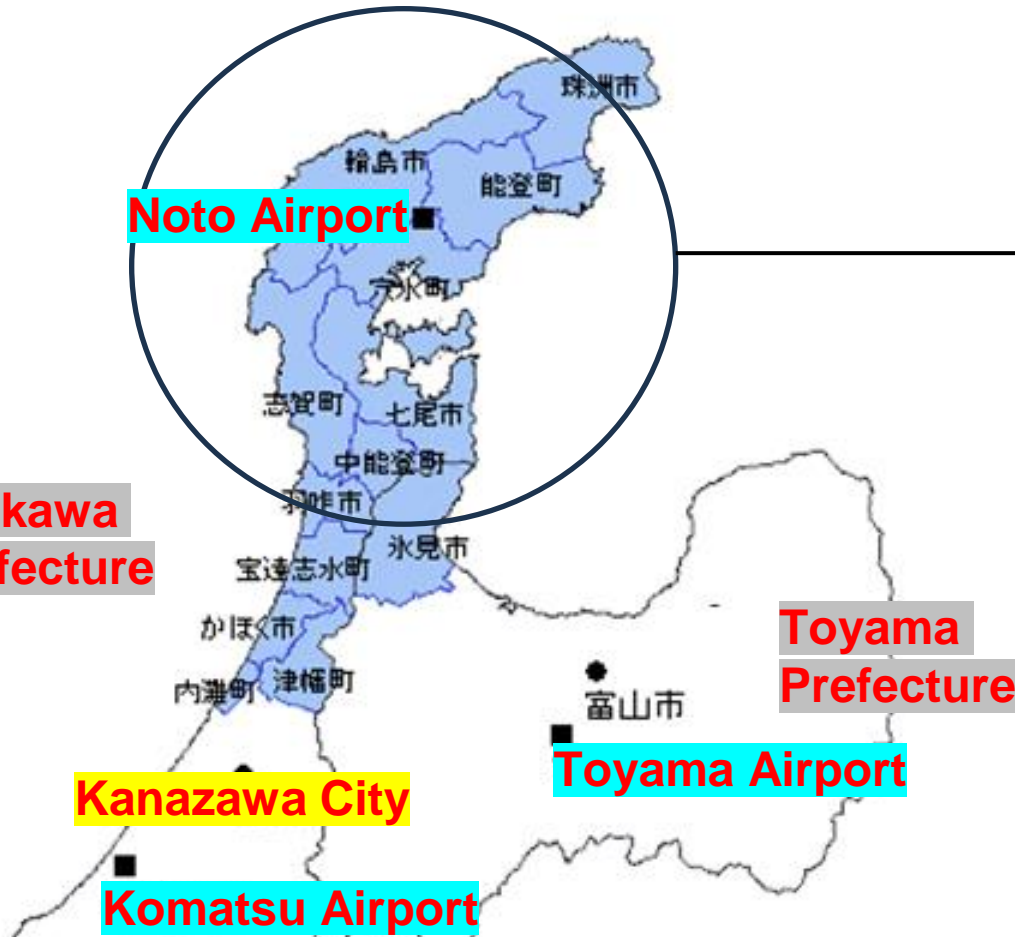 珠洲市
輪島市
能登町
Noto Airport
穴水町
志賀町
七尾市
中能登町
羽咋市
kawa
fecture
氷見市
宝達志水町
かほく市
Toyama
Prefecture
内灘町
津幡町
富山市
Toyama Airport
Kanazawa City
Komatsu Airport